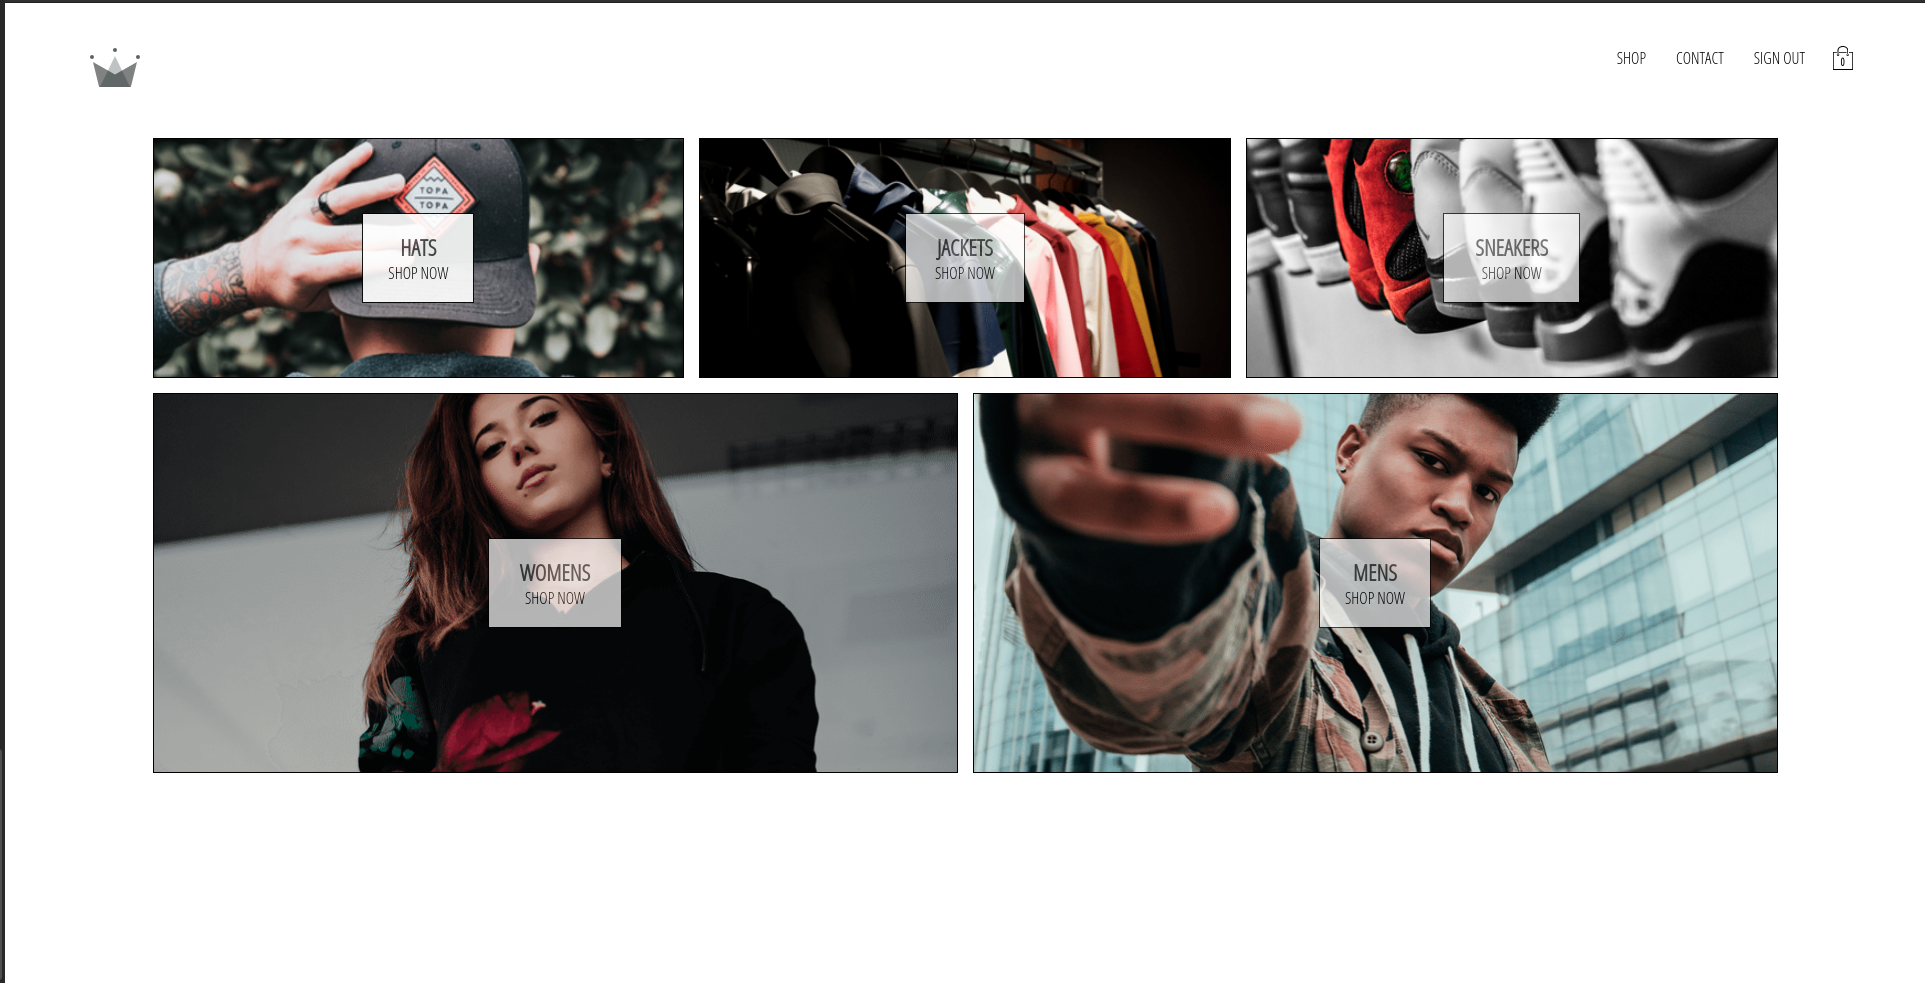 SHOP CONTACT SIGN OUT 0
TOPA
TOPA
HATS
SHOP NOW
JACKETS
SHOP NOW
SNEAKERS
SHOP NOW
WOMENS
SHOP NOW
MENS
SHOP NOW